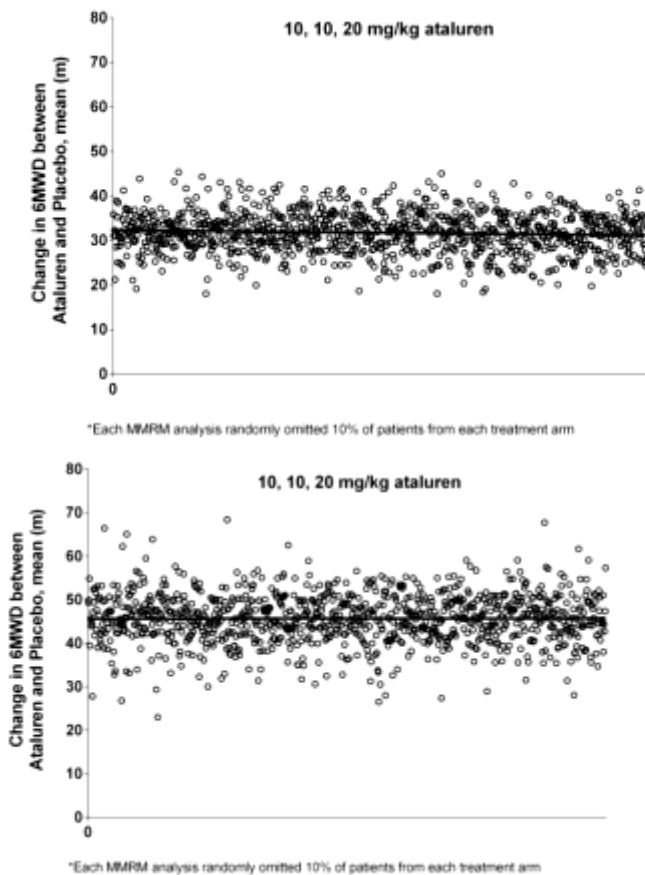 80
10, 10, 20 mg/kg ataluren
70
60
50
40
30
20
10
0
0
Change in 6MWD between
Ataluren and Placebo, mean (m)
*Each MMRM analysis randomly omitted 10% of patients from each treatment arm
80
10, 10, 20 mg/kg ataluren
70
60
50
40
30
20
10
0
0
Change in 6MWD between
Ataluren and Placebo, mean (m)
*Each MMRM analysis randomly omitted 10% of patients from each treatment arm